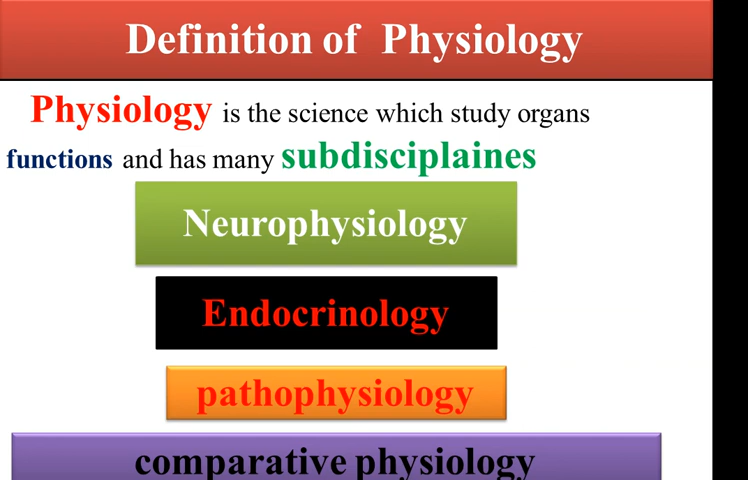 Definition of Physiology
Physiology is the science which study organs
functions and has many subdisciplaines
Neurophysiology
Endocrinology
pathophysiology
comparative physiology